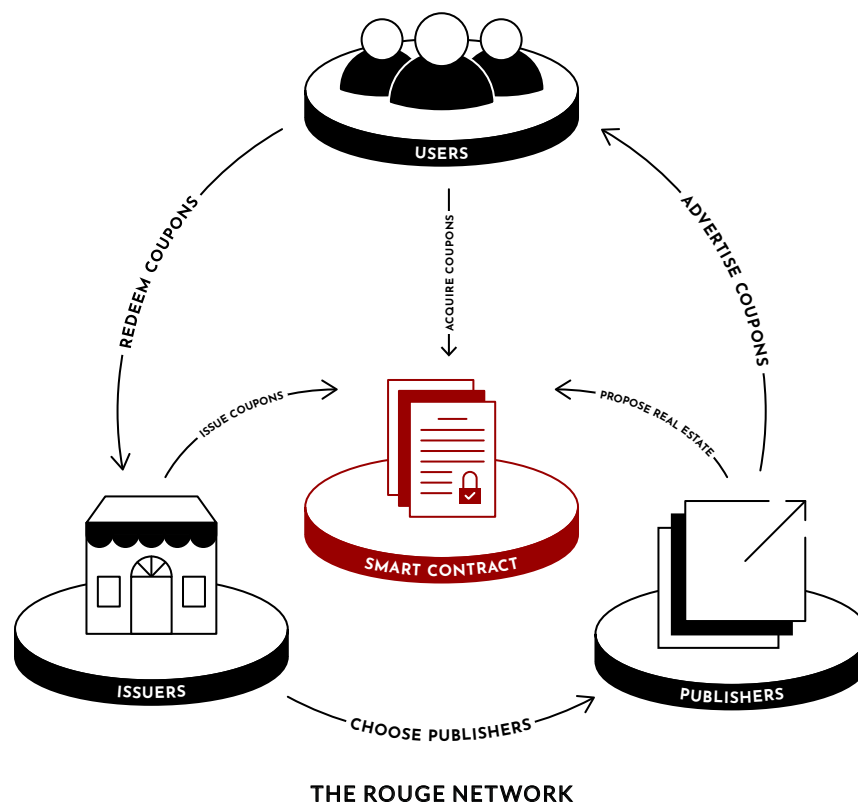 USERS
REDEEM COUPONS
ACQUIRE COUPONS
ADVERTISE COUPONS
ISSUE COUPONS
PROPOSE REAL ESTATE
SMART CONTRACT
ISSUERS
PUBLISHERS
CHOOSE PUBLISHERS
THE ROUGE NETWORK